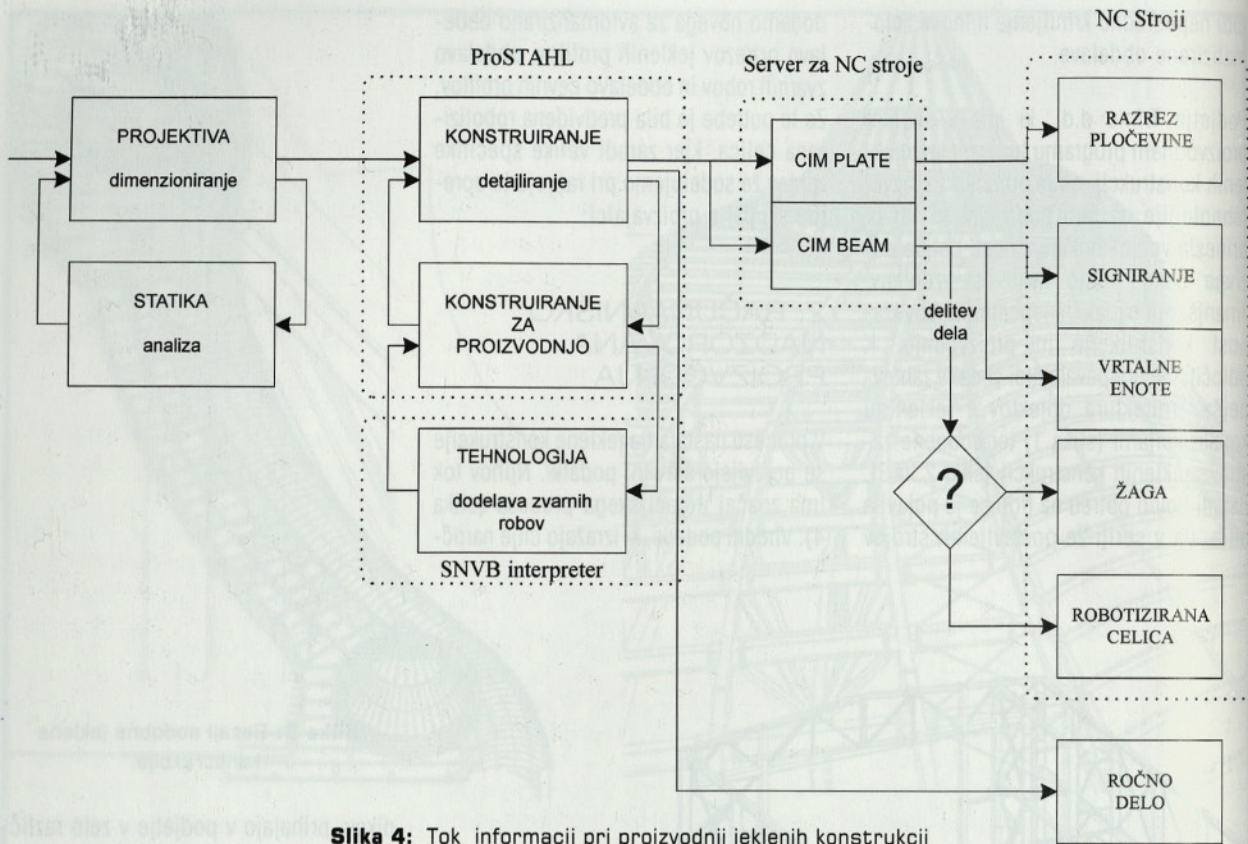 NC Stroji
ProSTAHL
Server za NC stroje
PROJEKTIVA
dimenzioniranje
KONSTRUIRANJE
detajliranje
CIM PLATE
CIM BEAM
RAZREZ
PLOČEVINE
SIGNIRANJE
STATIKA
analiza
KONSTRUIRANJE
ZA
PROIZVODNJO
delitev
dela
VRTALNE
ENOTE
TEHNOLOGIJA
dodelava zvarnih
robov
SNVB interpreter
?
ŽAGA
ROBOTIZIRANA
CELICA
ROČNO
DELO
Slika 4: Tok informacij pri proizvodnji jeklenih konstrukcij